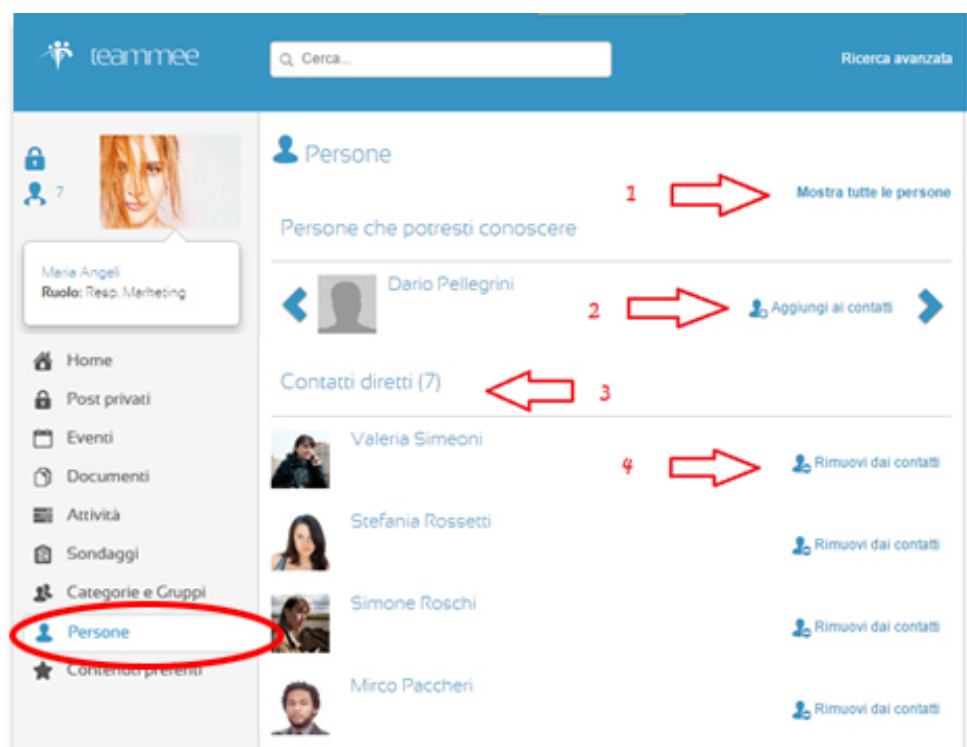 teammee
Cerca...
Ricerca avanzata
7
Maria Angeli
Ruolo: Resp. Marketing
Home
Post privati
Eventi
Documenti
Attività
Sondaggi
Categorie e Gruppi
Persone
Contenuti preferiti
Persone
1
Mostra tutte le persone
Persone che potresti conoscere
Dario Pellegrini
2
Aggiungi ai contatti
Contatti diretti (7)
3
Valeria Simeoni
4
Rimuovi dai contatti
Stefania Rossetti
Rimuovi dai contatti
Simone Roschi
Rimuovi dai contatti
Mirco Paccheri
Rimuovi dai contatti